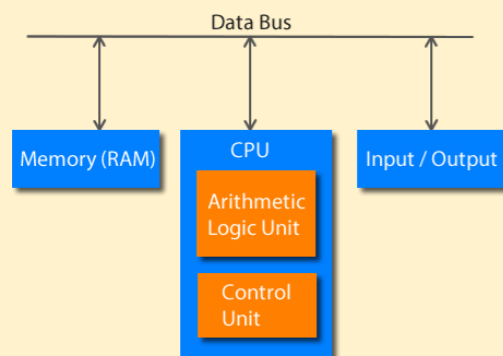 Data Bus
Memory (RAM)
CPU
Input / Output
Arithmetic
Logic Unit
Control
Unit